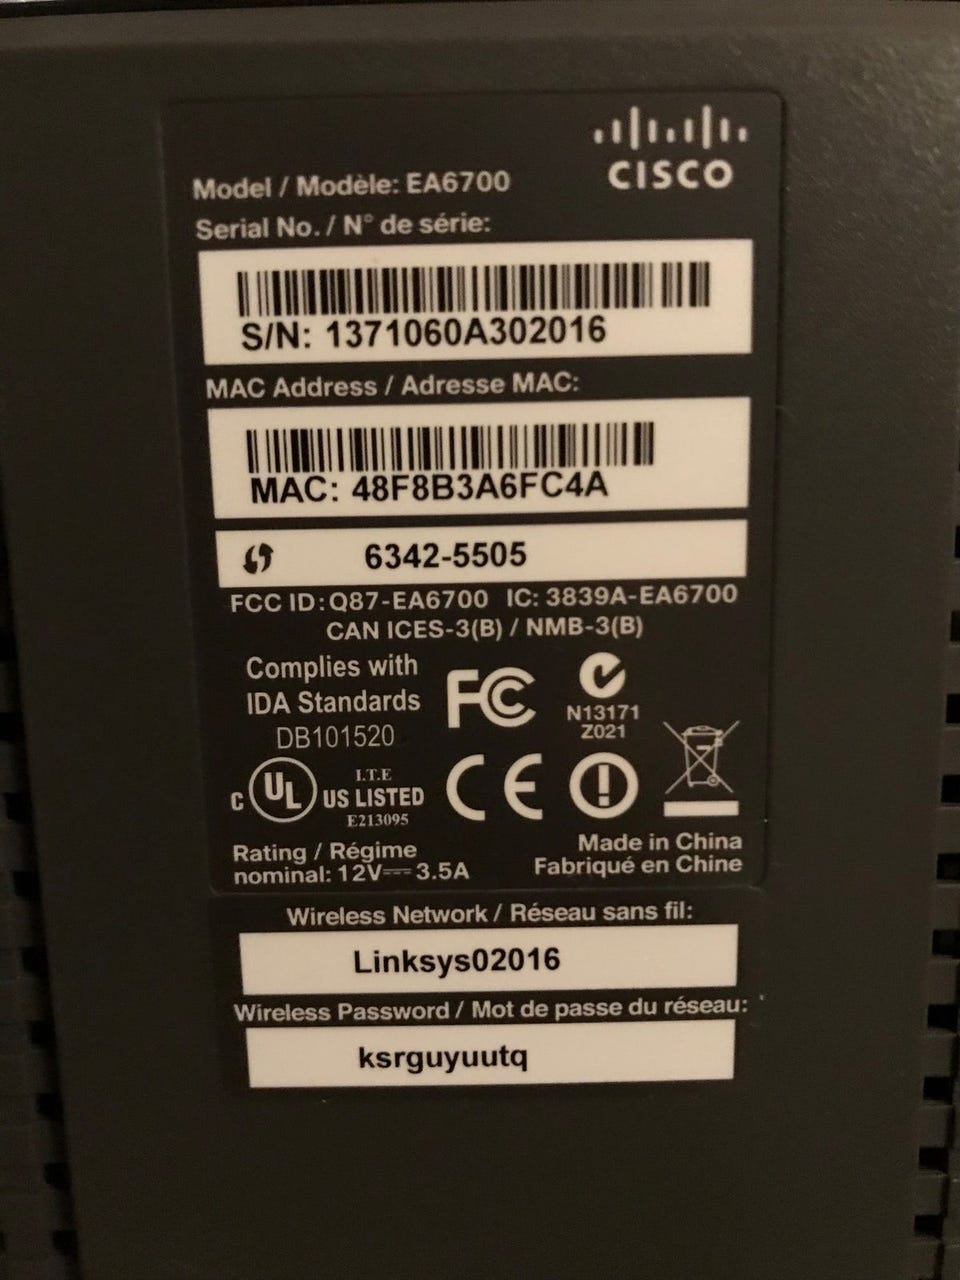 CISCO
Model / Modèle: EA6700
Serial No. / N° de série:
S/N: 1371060A302016
MAC Address / Adresse MAC:
MAC: 48F8B3A6FC4A
6342-5505
FCC ID: Q87-EA6700 IC: 3839A-EA6700
CAN ICES-3(B) / NMB-3(B)
Complies with
IDA Standards
DB101520
FC
N13171
Z021
C UL US LISTED
I.T.E
E213095
CE
Rating / Régime
nominal: 12V⎓3.5A
Made in China
Fabriqué en Chine
Wireless Network / Réseau sans fil:
Linksys02016
Wireless Password / Mot de passe du réseau:
ksrguyuutq